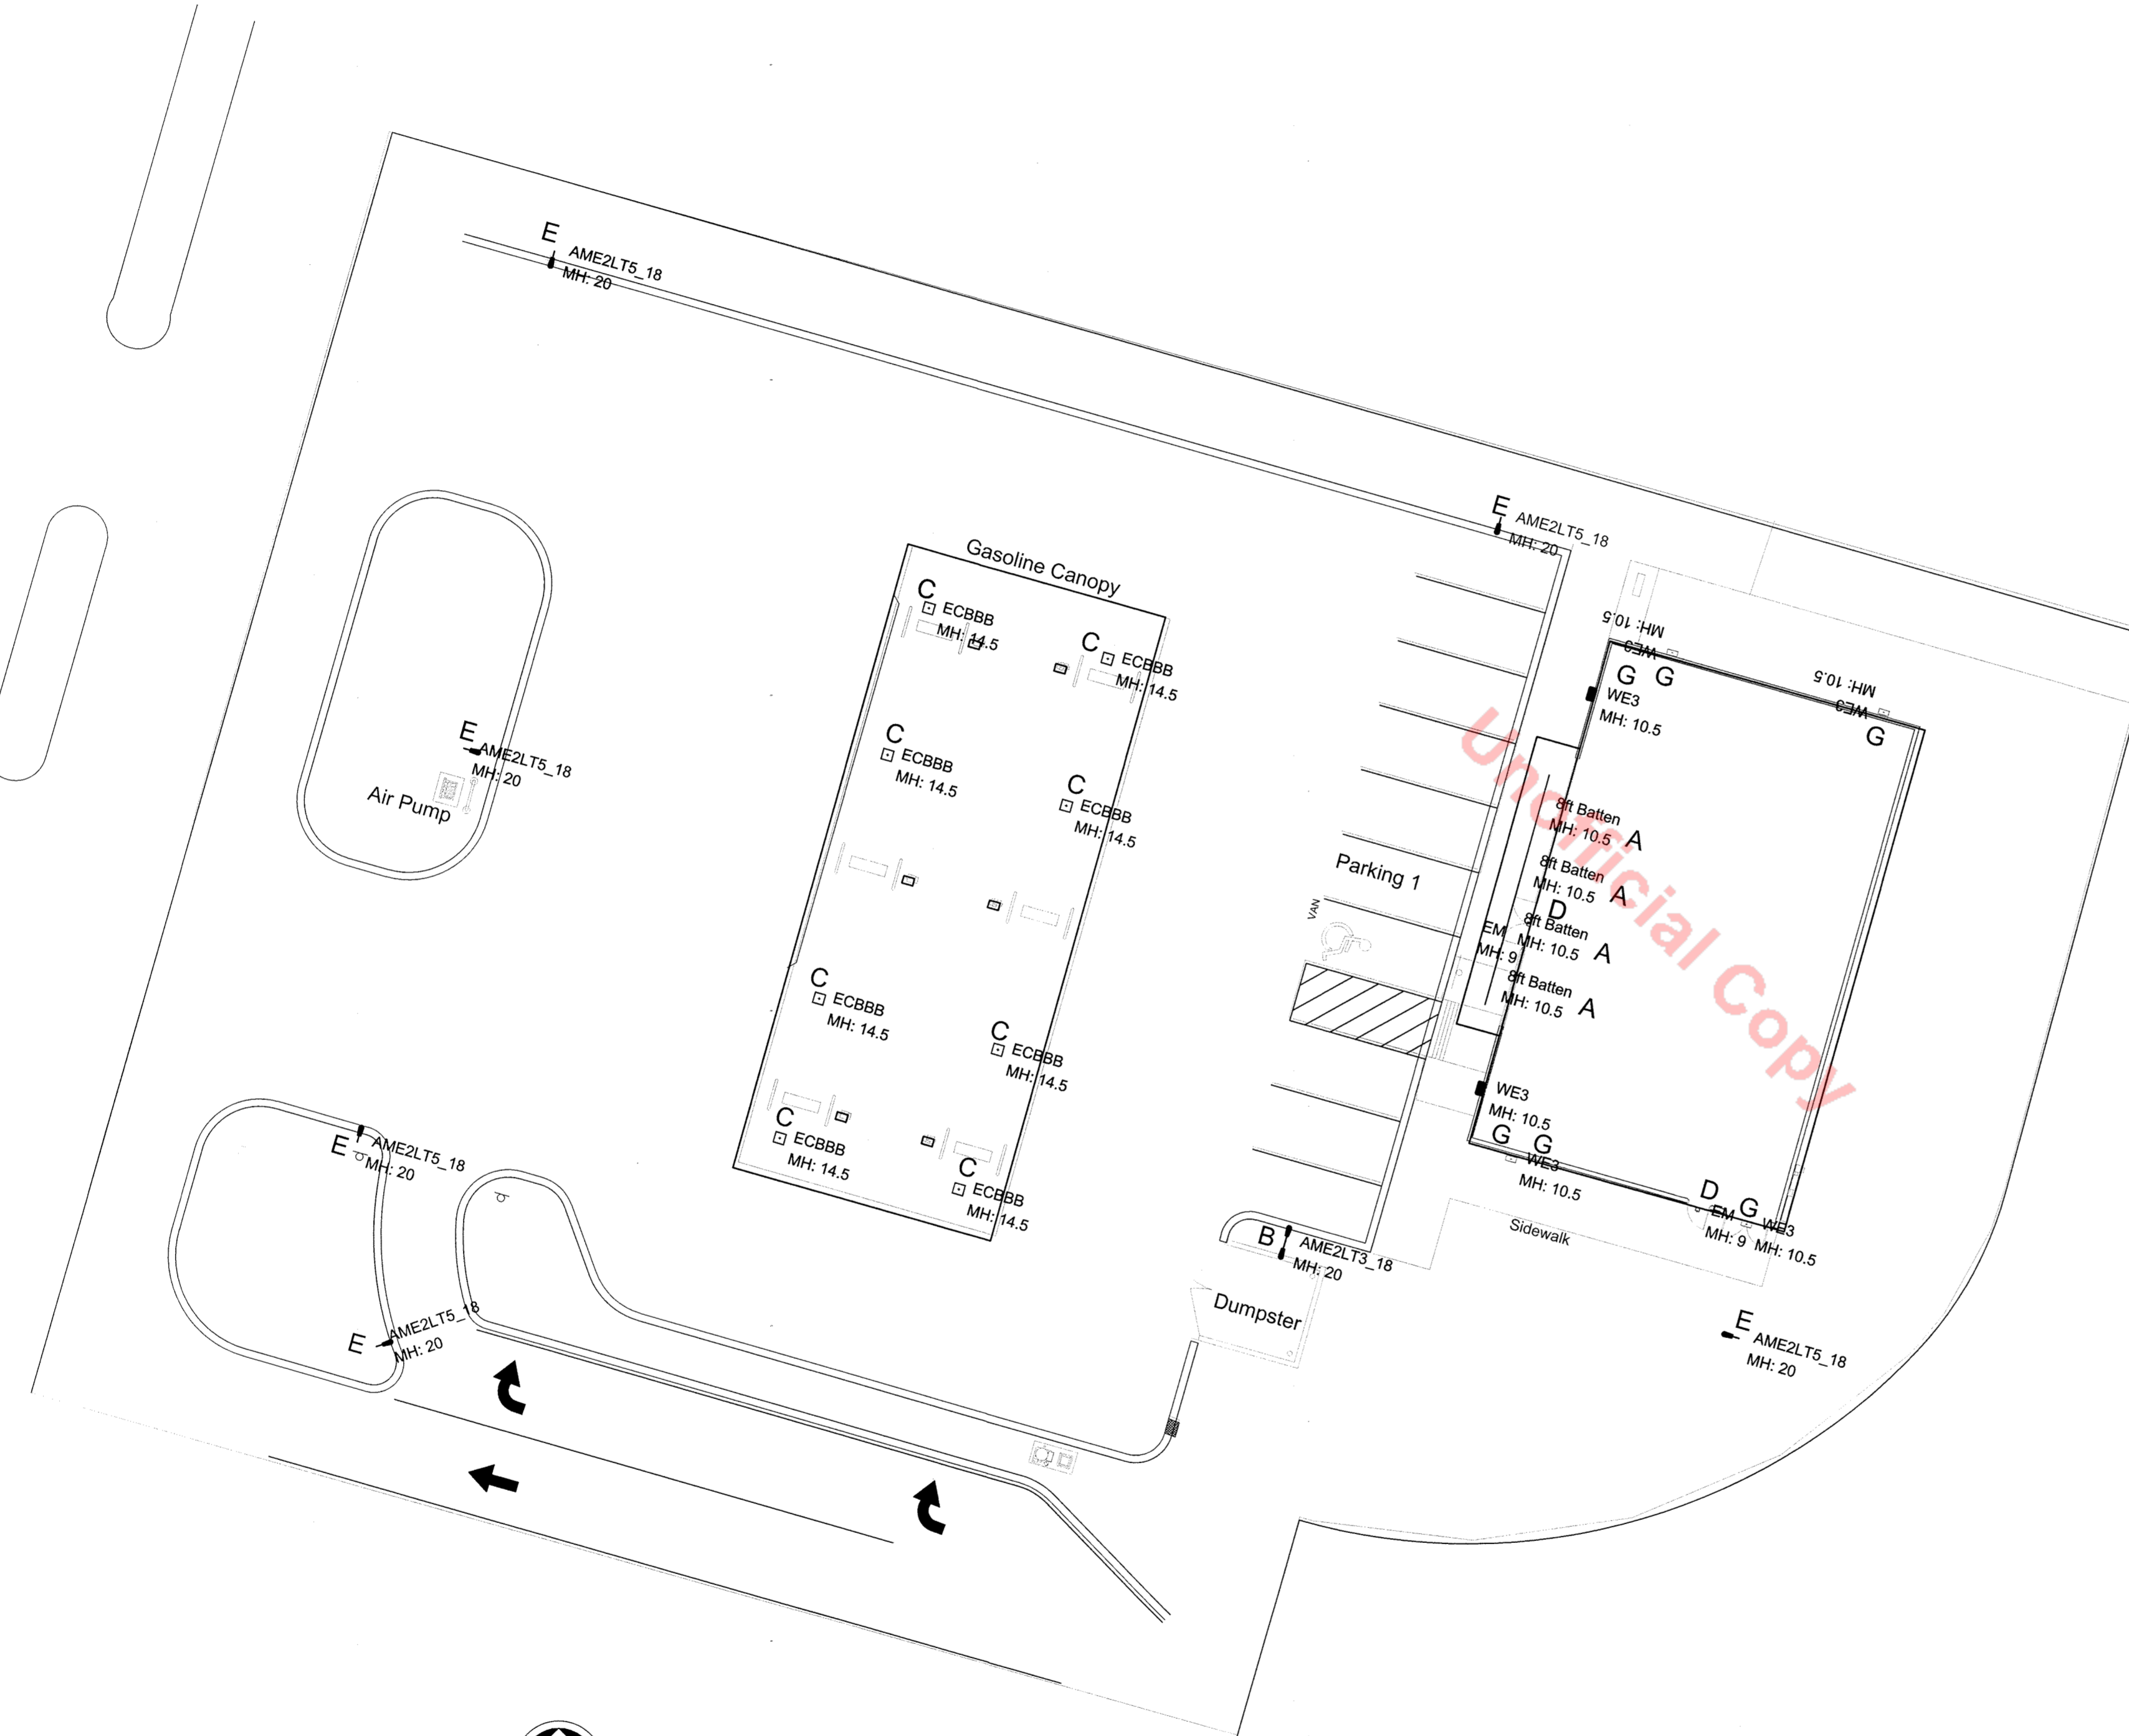 E
AME2LT5_18
MH: 20
E
AME2LT5_18
MH: 20
Gasoline Canopy
C
ECBBB
MH: 14.5
C
ECBBB
MH: 14.5
C
ECBBB
MH: 14.5
C
ECBBB
MH: 14.5
C
ECBBB
MH: 14.5
C
ECBBB
MH: 14.5
C
ECBBB
MH: 14.5
C
ECBBB
MH: 14.5
E
AME2LT5_18
MH: 20
Air Pump
E
AME2LT5_18
MH: 20
E
AME2LT5_18
MH: 20
MH: 10.5
WE3
G
G
WE3
MH: 10.5
MH: 10.5
WE3
G
8ft Batten
MH: 10.5
A
8ft Batten
MH: 10.5
A
D
EM
MH: 9
8ft Batten
MH: 10.5
A
8ft Batten
MH: 10.5
A
Parking 1
VAN
WE3
MH: 10.5
G
G
WE3
MH: 10.5
D
EM
MH: 9
G
WE3
MH: 10.5
Sidewalk
B
AME2LT3_18
MH: 20
Dumpster
E
AME2LT5_18
MH: 20
Unofficial Copy